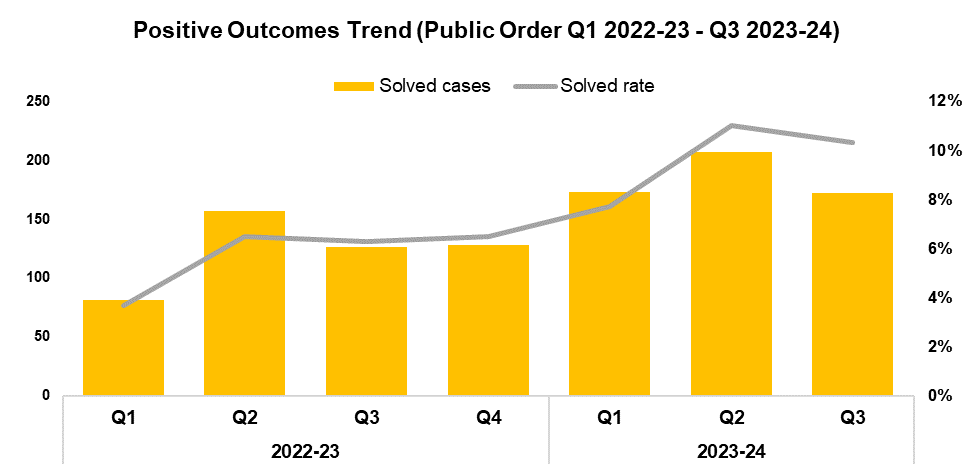 Positive Outcomes Trend (Public Order Q1 2022-23 - Q3 2023-24)
Solved cases Solved rate
250 12%
200 10%
150 8%
100 6%
50 4%
0 2%
0%
Q1 Q2 Q3 Q4 Q1 Q2 Q3
2022-23 2023-24